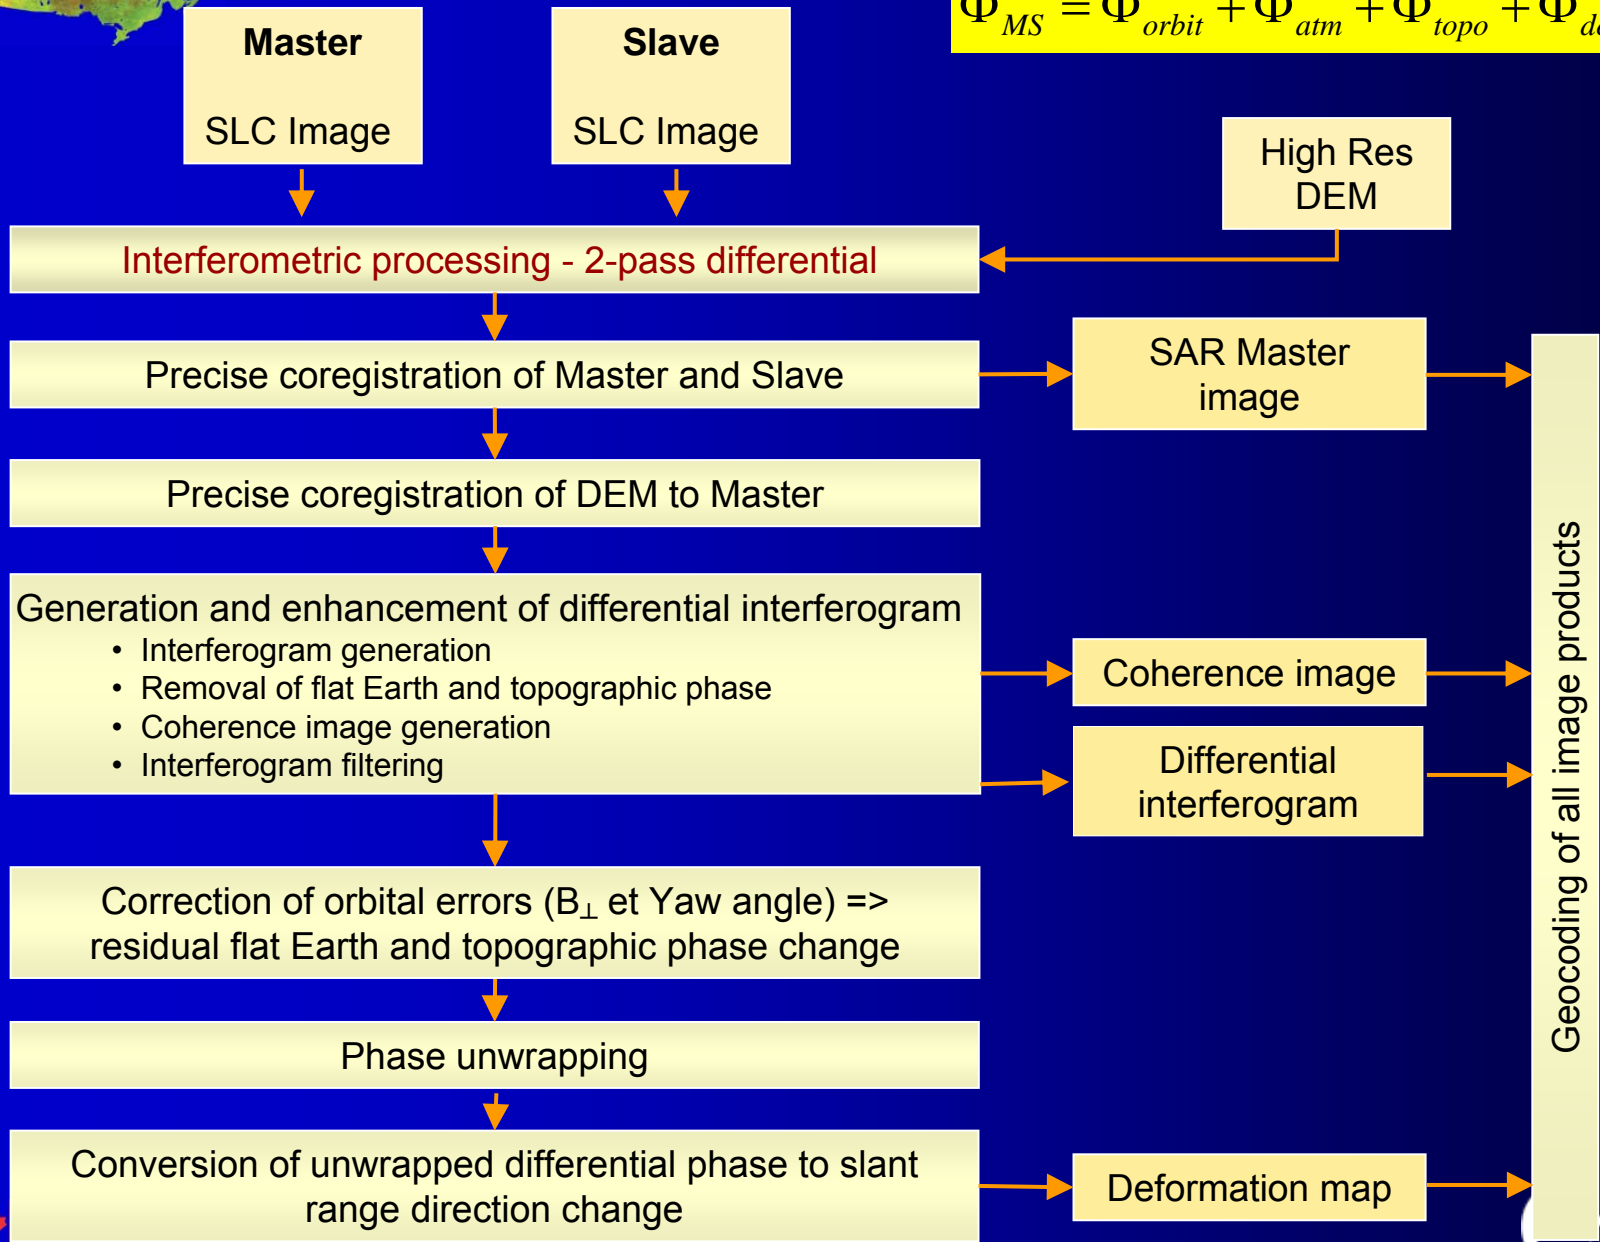 Φ_MS = Φ_orbit + Φ_atm + Φ_topo + Φ
Master
SLC Image
Slave
SLC Image
High Res
DEM
Interferometric processing - 2-pass differential
Precise coregistration of Master and Slave
SAR Master
image
Precise coregistration of DEM to Master
Generation and enhancement of differential interferogram
• Interferogram generation
• Removal of flat Earth and topographic phase
• Coherence image generation
• Interferogram filtering
Coherence image
Differential
interferogram
Correction of orbital errors (B⊥ et Yaw angle) =>
residual flat Earth and topographic phase change
Phase unwrapping
Conversion of unwrapped differential phase to slant
range direction change
Deformation map
Geocoding of all image products